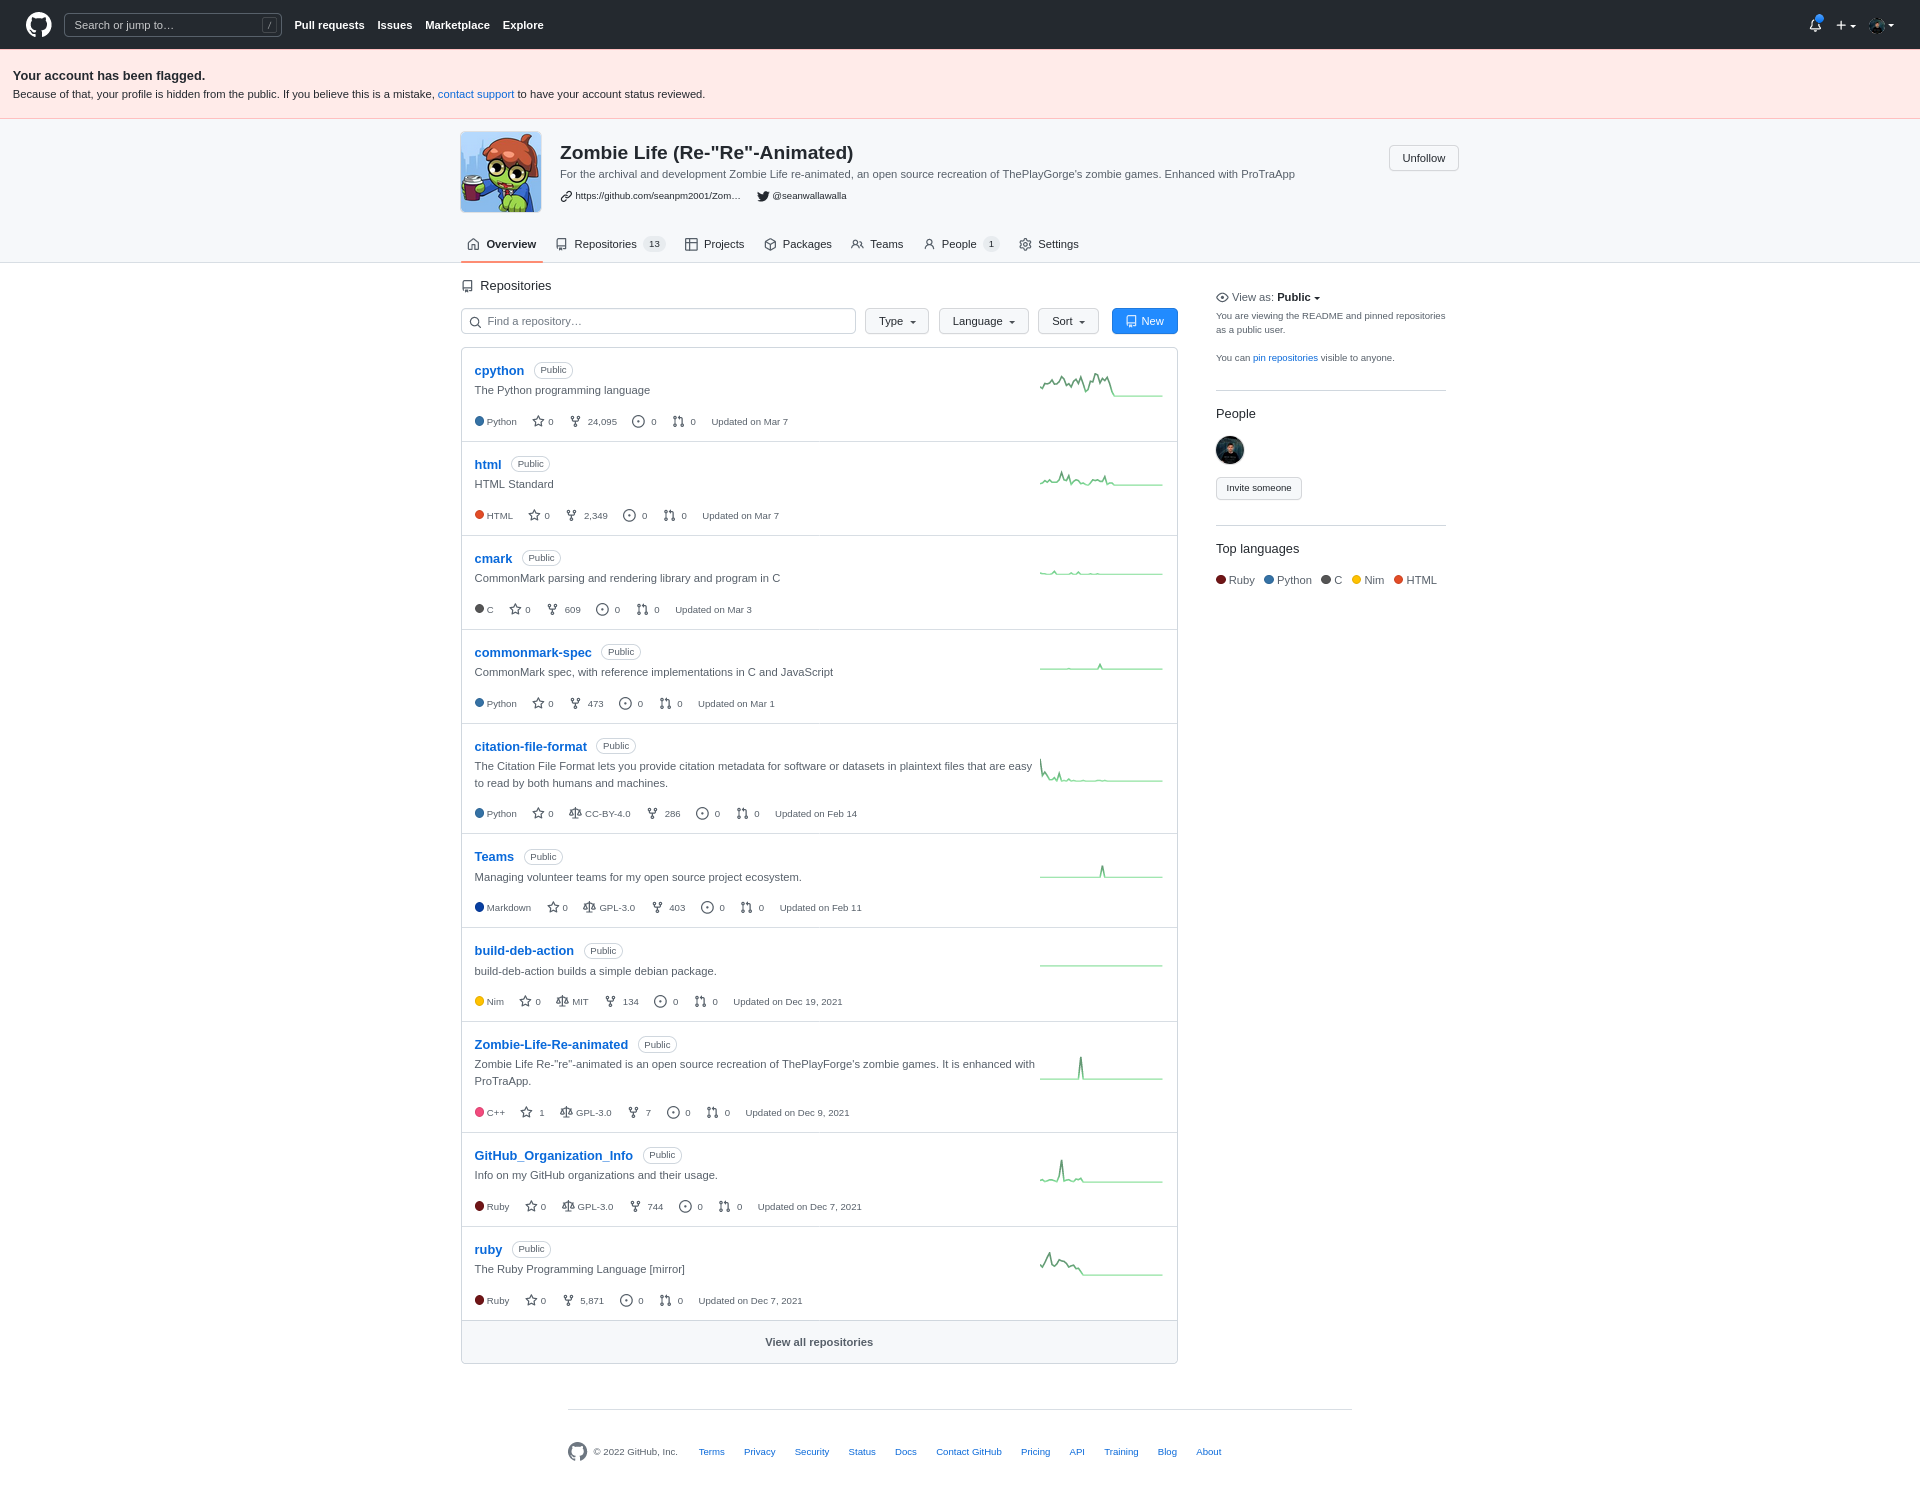 Search or jump to… /
Pull requests Issues Marketplace Explore
Your account has been flagged.
Because of that, your profile is hidden from the public. If you believe this is a mistake, contact support to have your account status reviewed.
Zombie Life (Re-"Re"-Animated)
Unfollow
For the archival and development Zombie Life re-animated, an open source recreation of ThePlayGorge's zombie games. Enhanced with ProTraApp
https://github.com/seanpm2001/Zom… @seanwallawalla
Overview Repositories 13 Projects Packages Teams People 1 Settings
Repositories
Find a repository… Type Language Sort New
cpython Public
The Python programming language
Python 0 24,095 0 0 Updated on Mar 7
html Public
HTML Standard
HTML 0 2,349 0 0 Updated on Mar 7
cmark Public
CommonMark parsing and rendering library and program in C
C 0 609 0 0 Updated on Mar 3
commonmark-spec Public
CommonMark spec, with reference implementations in C and JavaScript
Python 0 473 0 0 Updated on Mar 1
citation-file-format Public
The Citation File Format lets you provide citation metadata for software or datasets in plaintext files that are easy
to read by both humans and machines.
Python 0 CC-BY-4.0 286 0 0 Updated on Feb 14
Teams Public
Managing volunteer teams for my open source project ecosystem.
Markdown 0 GPL-3.0 403 0 0 Updated on Feb 11
build-deb-action Public
build-deb-action builds a simple debian package.
Nim 0 MIT 134 0 0 Updated on Dec 19, 2021
Zombie-Life-Re-animated Public
Zombie Life Re-"re"-animated is an open source recreation of ThePlayForge's zombie games. It is enhanced with
ProTraApp.
C++ 1 GPL-3.0 7 0 0 Updated on Dec 9, 2021
GitHub_Organization_Info Public
Info on my GitHub organizations and their usage.
Ruby 0 GPL-3.0 744 0 0 Updated on Dec 7, 2021
ruby Public
The Ruby Programming Language [mirror]
Ruby 0 5,871 0 0 Updated on Dec 7, 2021
View all repositories
View as: Public
You are viewing the README and pinned repositories
as a public user.
You can pin repositories visible to anyone.
People
Invite someone
Top languages
Ruby Python C Nim HTML
© 2022 GitHub, Inc. Terms Privacy Security Status Docs Contact GitHub Pricing API Training Blog About